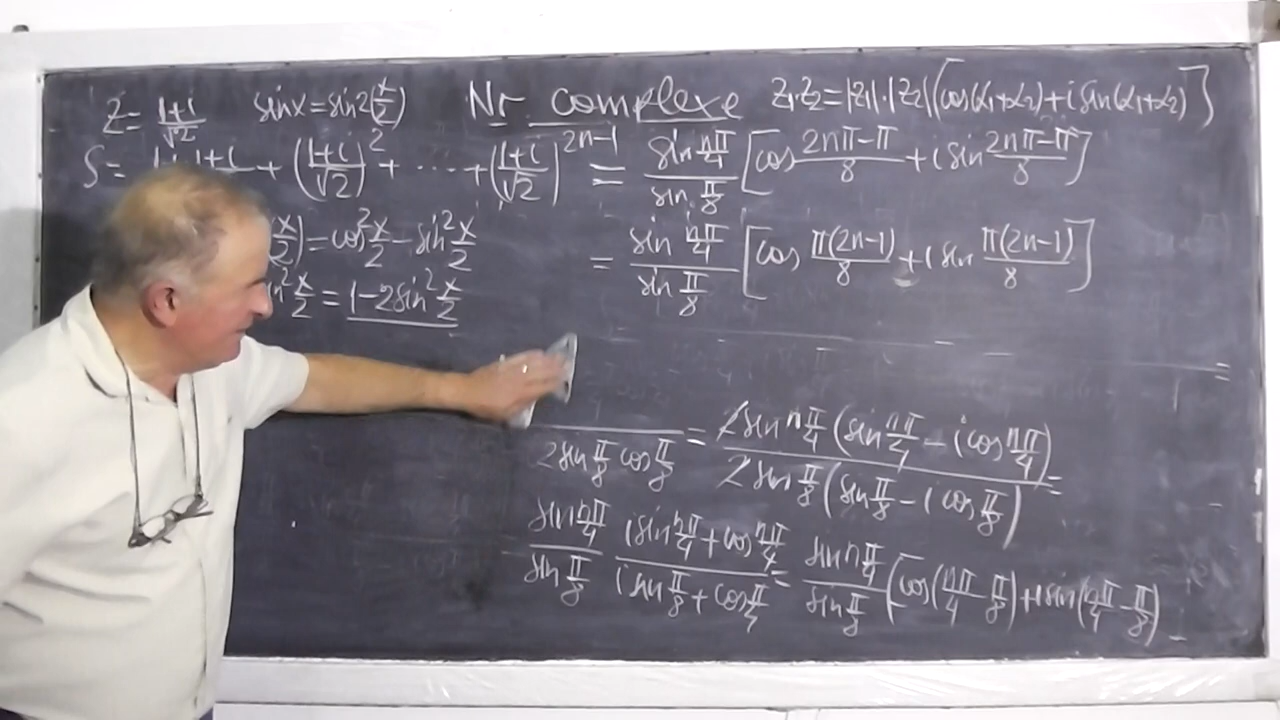 Z = (1+i)/√2    sinx = sin2(x/2)    Nr. complexe    Z₁·Z₂ = |Z₁|·|Z₂|[cos(α₁+α₂)+i sin(α₁+α₂)]
S = 1 + (1+i)/√2 + ((1+i)/√2)² + ⋯ + ((1+i)/√2)^(2n-1) = (sin nπ/4)/(sin π/8) [cos (2nπ-π)/8 + i sin (2nπ-π)/8]
x/2) = cos² x/2 - sin² x/2
= (sin nπ/4)/(sin π/8) [cos π(2n-1)/8 + i sin π(2n-1)/8]
² x/2 = 1-2sin² x/2
=
/(2 sin π/8 cos π/8) = (2 sin nπ/4 (sin nπ/4 - i cos nπ/4))/(2 sin π/8 (sin π/8 - i cos π/8)) =
(sin nπ/4)/(sin π/8) (i sin nπ/4 + cos nπ/4)/(i sin π/8 + cos π/4) = (sin nπ/4)/(sin π/8) [cos(nπ/4 - π/8) + i sin(nπ/4 - π/8)